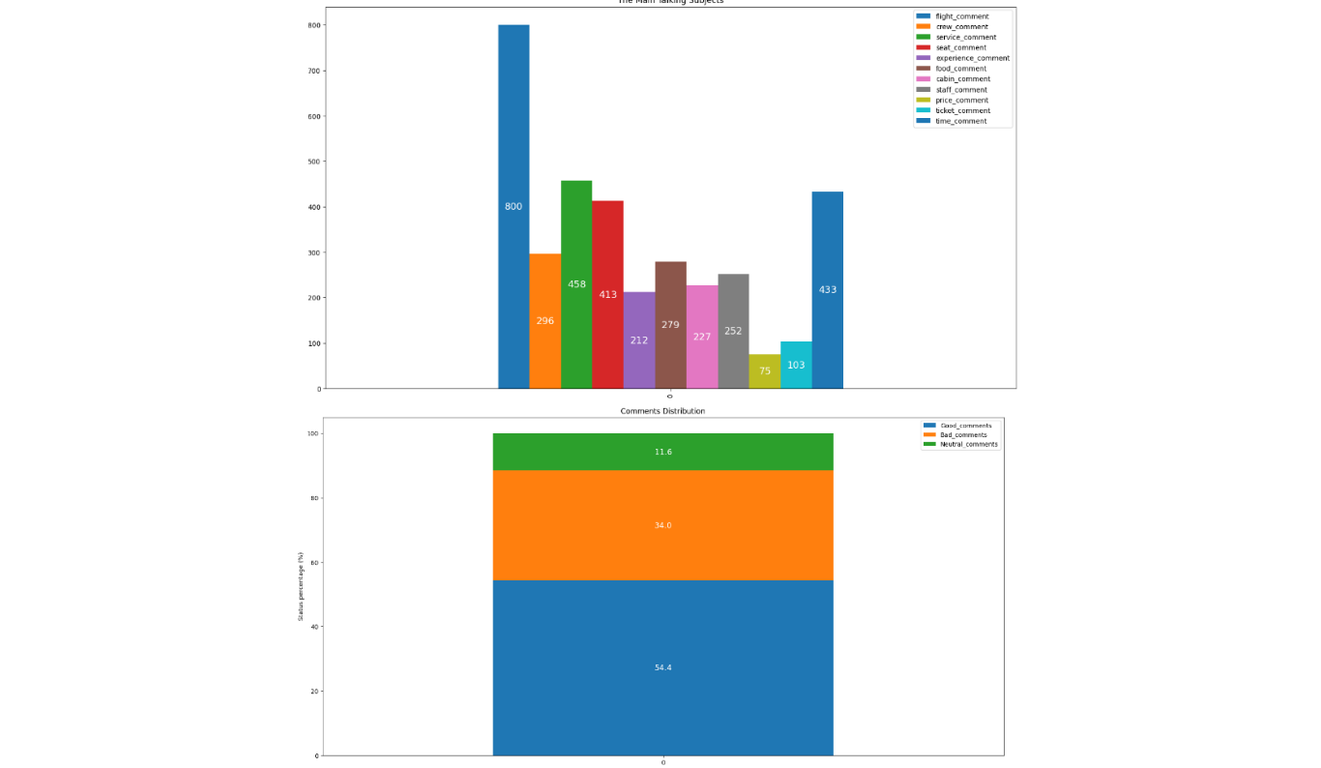 The Main Talking Subjects
800
700
600
500
400
300
200
100
0
flight_comment
crew_comment
service_comment
seat_comment
experience_comment
food_comment
cabin_comment
staff_comment
price_comment
ticket_comment
time_comment
800
296
458
413
212
279
227
252
75
103
433
0
Comments Distribution
Status percentage (%)
100
80
60
40
20
0
Good_comments
Bad_comments
Neutral_comments
11.6
34.0
54.4
0